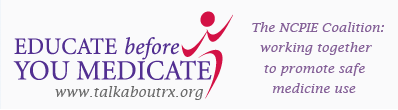 EDUCATE before
YOU MEDICATE
www.talkaboutrx.org
The NCPIE Coalition:
working together
to promote safe
medicine use